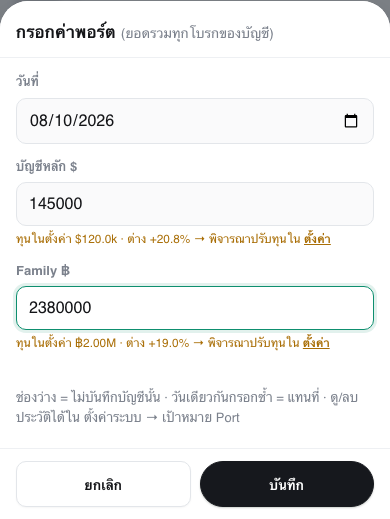 กรอกค่าพอร์ต (ยอดรวมทุกโบรกของบัญชี)
วันที่
08/10/2026
บัญชีหลัก $
145000
ทุนในตั้งค่า $120.0k · ต่าง +20.8% → พิจารณาปรับทุนใน ตั้งค่า
Family ฿
2380000
ทุนในตั้งค่า ฿2.00M · ต่าง +19.0% → พิจารณาปรับทุนใน ตั้งค่า
ช่องว่าง = ไม่บันทึกบัญชีนั้น · วันเดียวกันกรอกซ้ำ = แทนที่ · ดู/ลบ
ประวัติได้ใน ตั้งค่าระบบ → เป้าหมาย Port
ยกเลิก
บันทึก